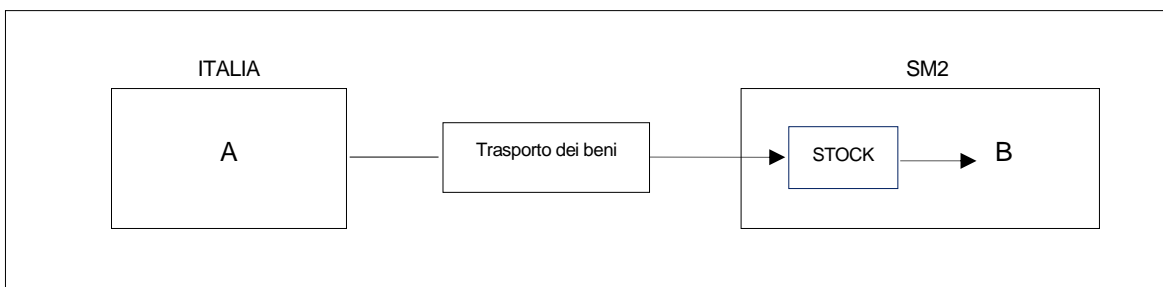 ITALIA
SM2
A
Trasporto dei beni
STOCK
B